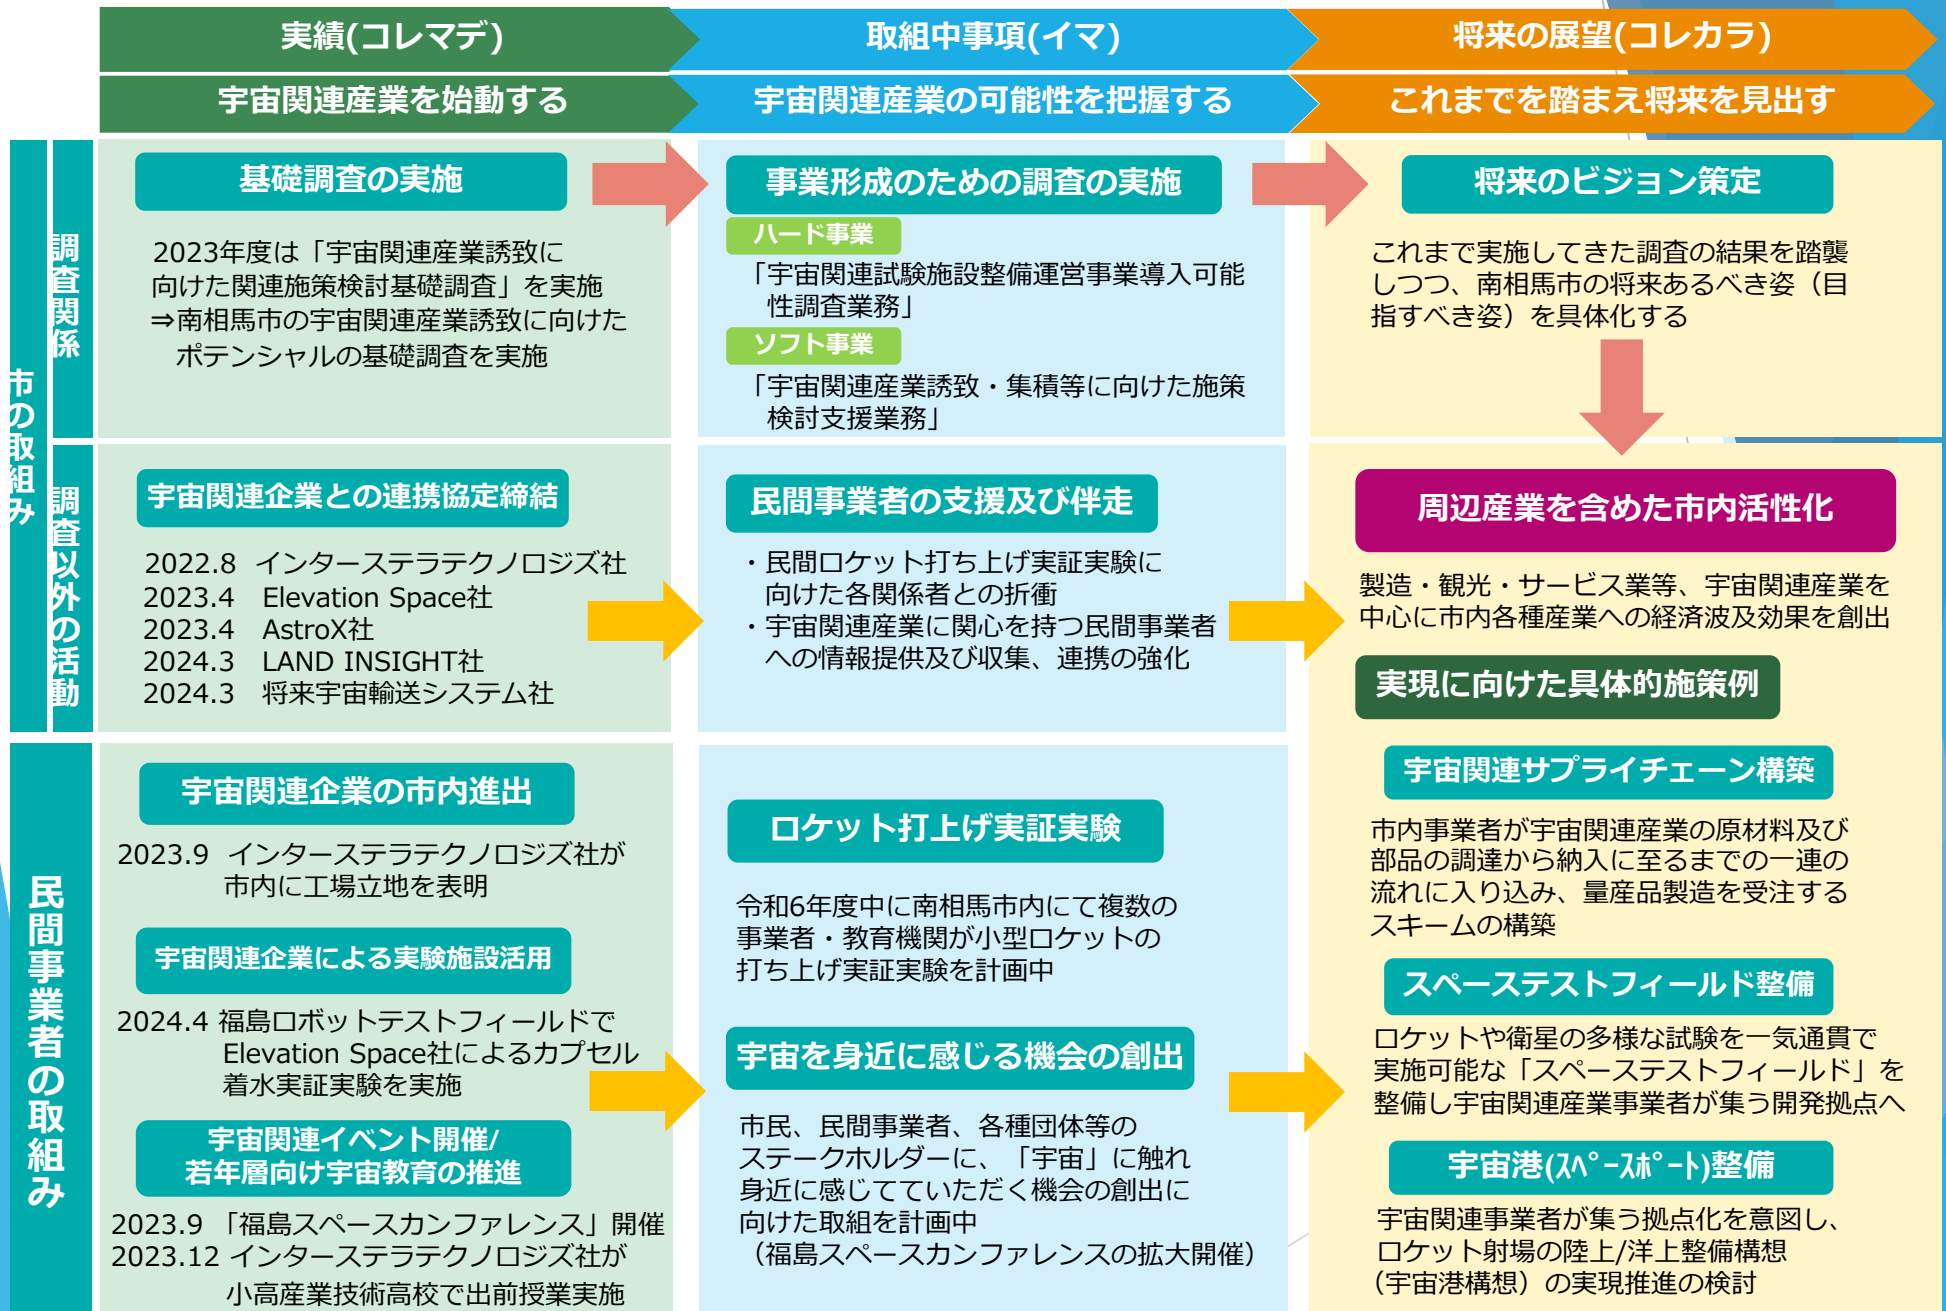 実績(コレマデ)
取組中事項(イマ)
将来の展望(コレカラ)
宇宙関連産業を始動する
宇宙関連産業の可能性を把握する
これまでを踏まえ将来を見出す
市の取組み
調査関係
基礎調査の実施
2023年度は「宇宙関連産業誘致に
向けた関連施策検討基礎調査」を実施
⇒南相馬市の宇宙関連産業誘致に向けた
ポテンシャルの基礎調査を実施
事業形成のための調査の実施
ハード事業
「宇宙関連試験施設整備運営事業導入可能
性調査業務」
ソフト事業
「宇宙関連産業誘致・集積等に向けた施策
検討支援業務」
将来のビジョン策定
これまで実施してきた調査の結果を踏襲
しつつ、南相馬市の将来あるべき姿（目
指すべき姿）を具体化する
調査以外の活動
宇宙関連企業との連携協定締結
2022.8 インターステラテクノロジズ社
2023.4 Elevation Space社
2023.4 AstroX社
2024.3 LAND INSIGHT社
2024.3 将来宇宙輸送システム社
民間事業者の支援及び伴走
・民間ロケット打ち上げ実証実験に
向けた各関係者との折衝
・宇宙関連産業に関心を持つ民間事業者
への情報提供及び収集、連携の強化
周辺産業を含めた市内活性化
製造・観光・サービス業等、宇宙関連産業を
中心に市内各種産業への経済波及効果を創出
実現に向けた具体的施策例
民間事業者の取組み
宇宙関連企業の市内進出
2023.9 インターステラテクノロジズ社が
市内に工場立地を表明
宇宙関連企業による実験施設活用
2024.4 福島ロボットテストフィールドで
Elevation Space社によるカプセル
着水実証実験を実施
宇宙関連イベント開催/
若年層向け宇宙教育の推進
2023.9 「福島スペースカンファレンス」開催
2023.12 インターステラテクノロジズ社が
小高産業技術高校で出前授業実施
ロケット打上げ実証実験
令和6年度中に南相馬市内にて複数の
事業者・教育機関が小型ロケットの
打ち上げ実証実験を計画中
宇宙を身近に感じる機会の創出
市民、民間事業者、各種団体等の
ステークホルダーに、「宇宙」に触れ
身近に感じてていただく機会の創出に
向けた取組を計画中
（福島スペースカンファレンスの拡大開催）
宇宙関連サプライチェーン構築
市内事業者が宇宙関連産業の原材料及び
部品の調達から納入に至るまでの一連の
流れに入り込み、量産品製造を受注する
スキームの構築
スペーステストフィールド整備
ロケットや衛星の多様な試験を一気通貫で
実施可能な「スペーステストフィールド」を
整備し宇宙関連産業事業者が集う開発拠点へ
宇宙港(ｽﾍﾟｰｽﾎﾟｰﾄ)整備
宇宙関連事業者が集う拠点化を意図し、
ロケット射場の陸上/洋上整備構想
（宇宙港構想）の実現推進の検討